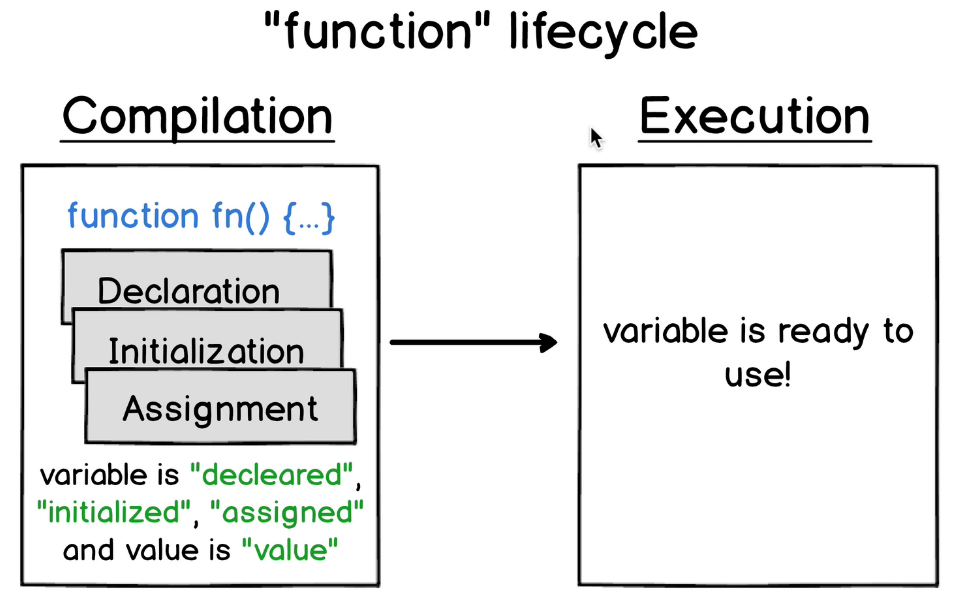 "function" lifecycle
Compilation
Execution
function fn() {...}
Declaration
Initialization
Assignment
variable is "decleared",
"initialized", "assigned"
and value is "value"
variable is ready to
use!